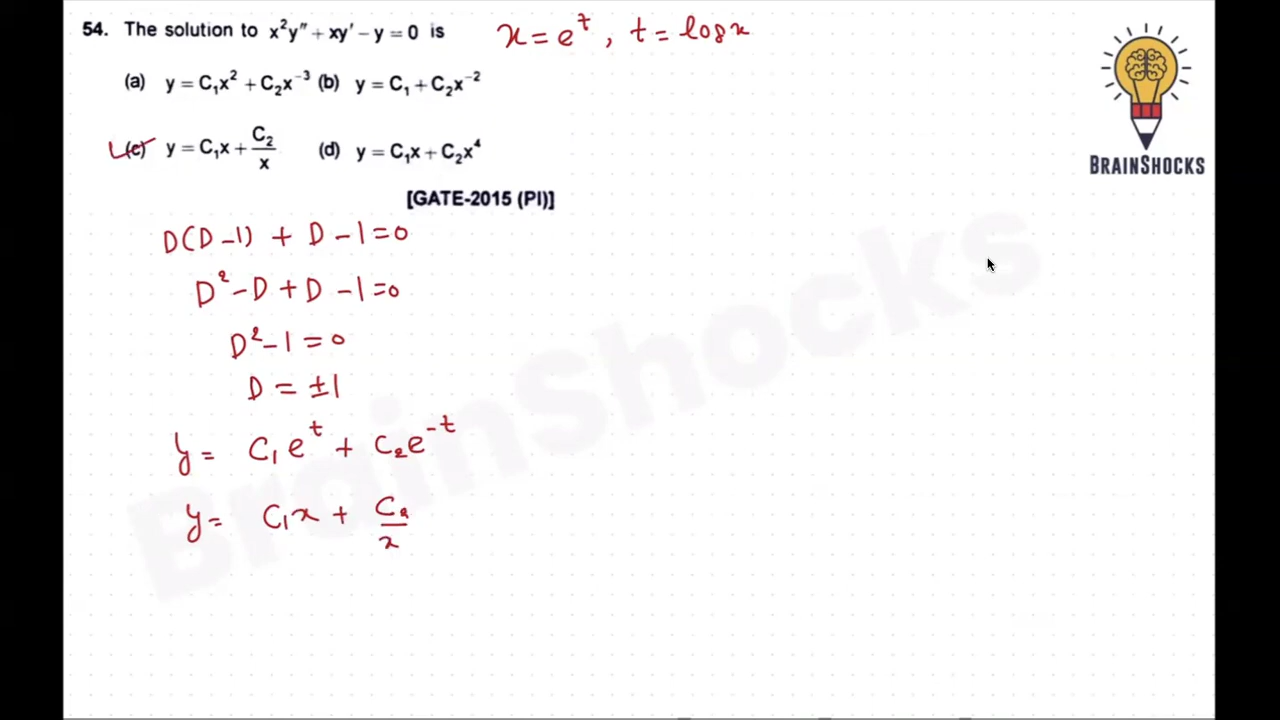 54. The solution to x²y″ + xy′ − y = 0 is
x = e^t, t = log x
(a) y = C₁x² + C₂x⁻³ (b) y = C₁ + C₂x⁻²
(c) y = C₁x + C₂/x (d) y = C₁x + C₂x⁴
[GATE-2015 (PI)]
BRAINSHOCKS
D(D−1) + D − 1 = 0
D² − D + D − 1 = 0
D² − 1 = 0
D = ±1
y = C₁e^t + C₂e^−t
y = C₁x + C₂/x
BrainShocks